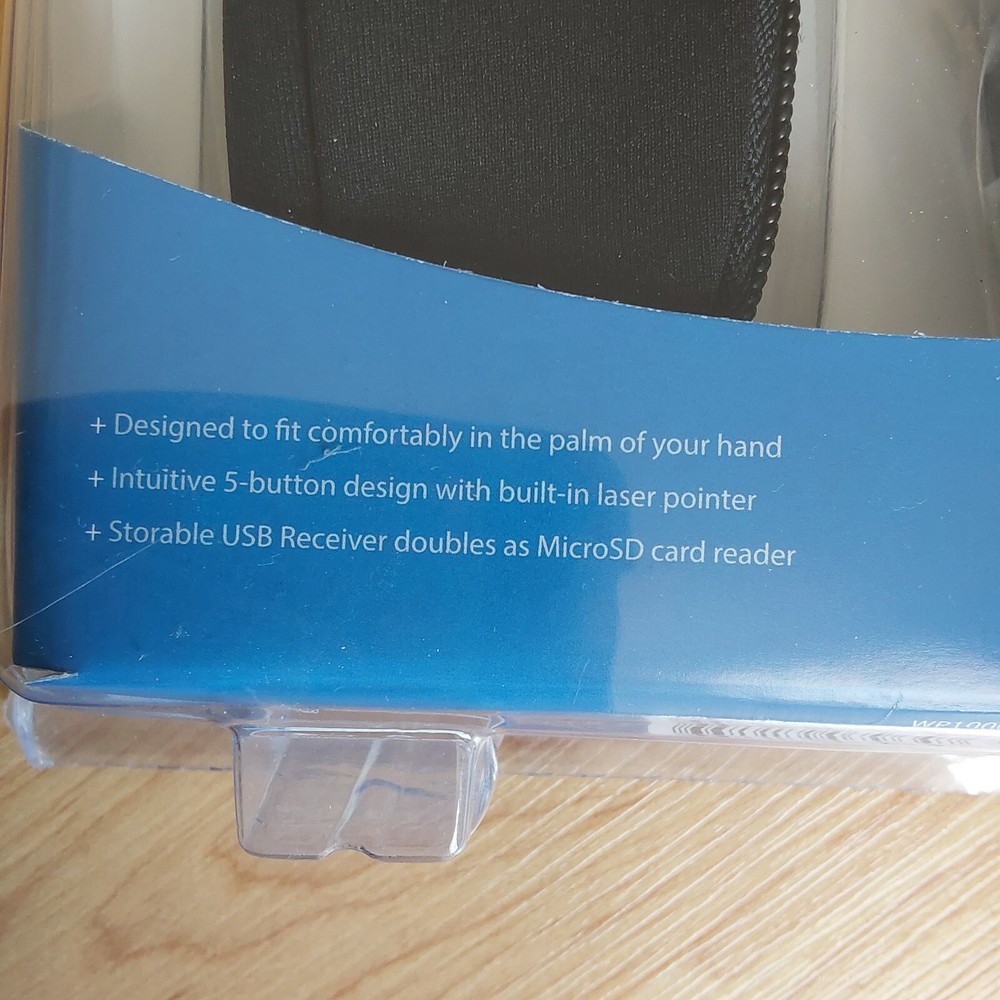 + Designed to fit comfortably in the palm of your hand
+ Intuitive 5-button design with built-in laser pointer
+ Storable USB Receiver doubles as MicroSD card reader